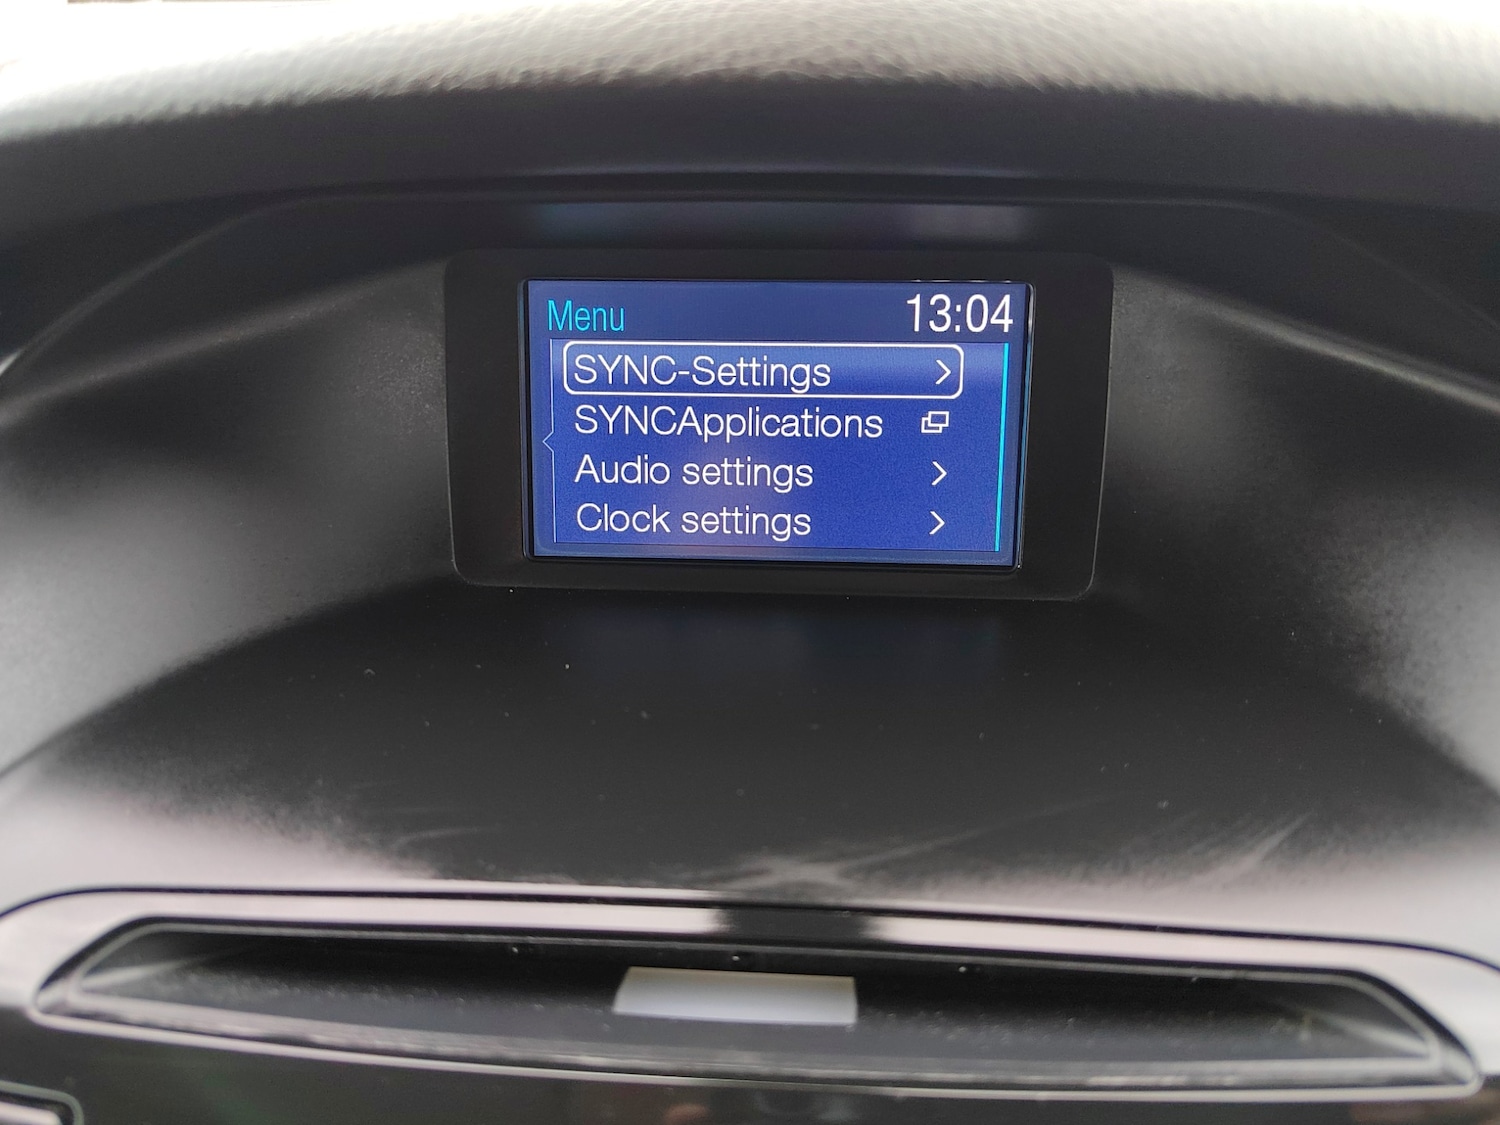 Menu 13:04
SYNC-Settings
SYNCApplications
Audio settings
Clock settings